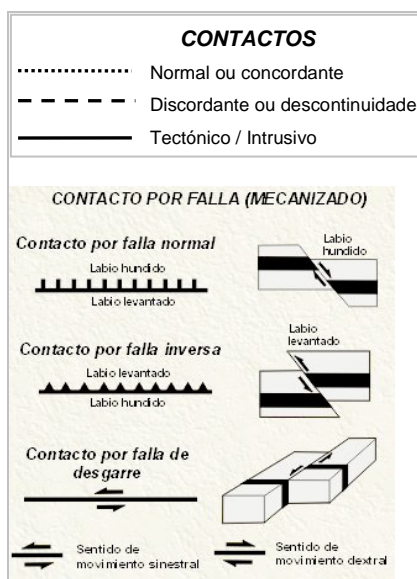 CONTACTOS
Normal ou concordante
Discordante ou descontinuidade
Tectónico / Intrusivo
CONTACTO POR FALLA (MECANIZADO)
Contacto por falla normal
Labio hundido
Labio levantado
Labio
hundido
Contacto por falla inversa
Labio levantado
Labio hundido
Labio
levantado
Contacto por falla de
desgarre
Sentido de
movimiento sinestral
Sentido de
movimiento dextral